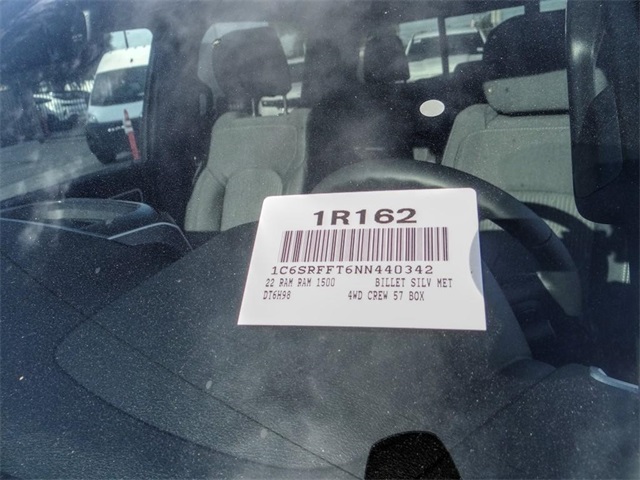 1R162
1C6SRFFT6NN440342
22 RAM RAM 1500 BILLET SILV MET
DT6H98 4WD CREW 57 BOX